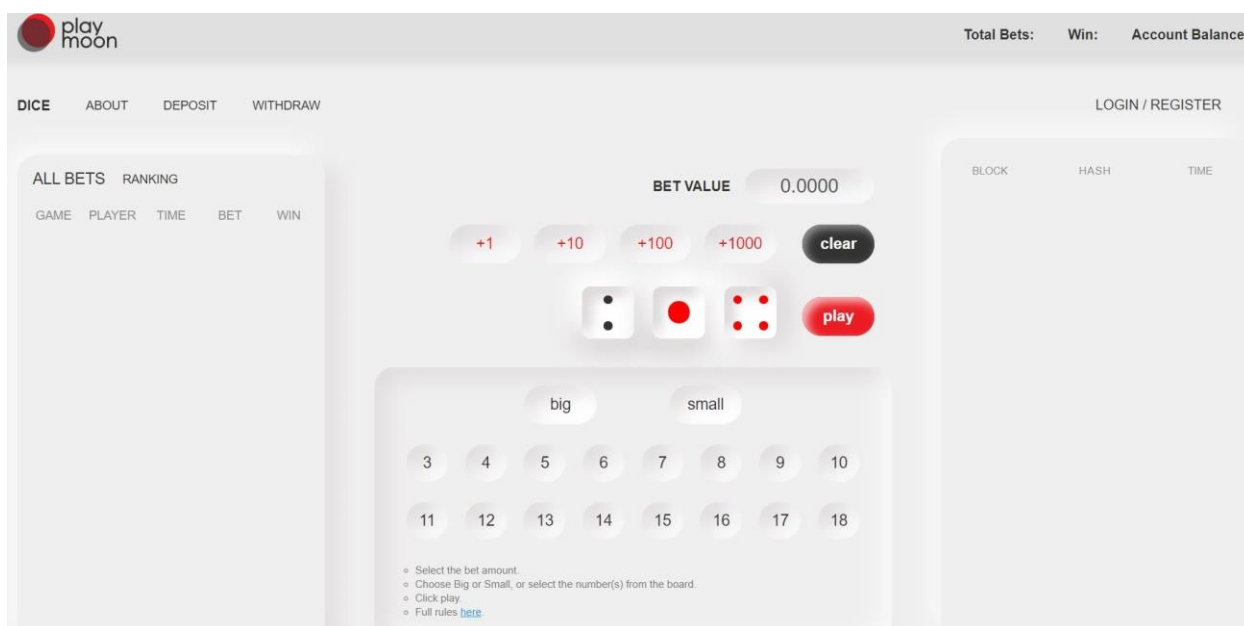 play
moon
Total Bets: Win: Account Balance
DICE ABOUT DEPOSIT WITHDRAW LOGIN / REGISTER
ALL BETS RANKING
GAME PLAYER TIME BET WIN
BET VALUE 0.0000
+1 +10 +100 +1000 clear
play
big small
3 4 5 6 7 8 9 10
11 12 13 14 15 16 17 18
Select the bet amount.
Choose Big or Small, or select the number(s) from the board.
Click play.
Full rules here.
BLOCK HASH TIME